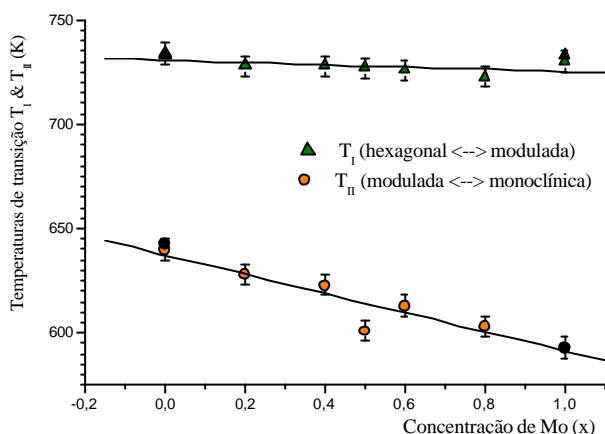 Temperaturas de transição T_I & T_II (K)
750
700
650
600
T_I (hexagonal <--> modulada)
T_II (modulada <--> monoclínica)
-0,2
0,0
0,2
0,4
0,6
0,8
1,0
Concentração de Mo (x)